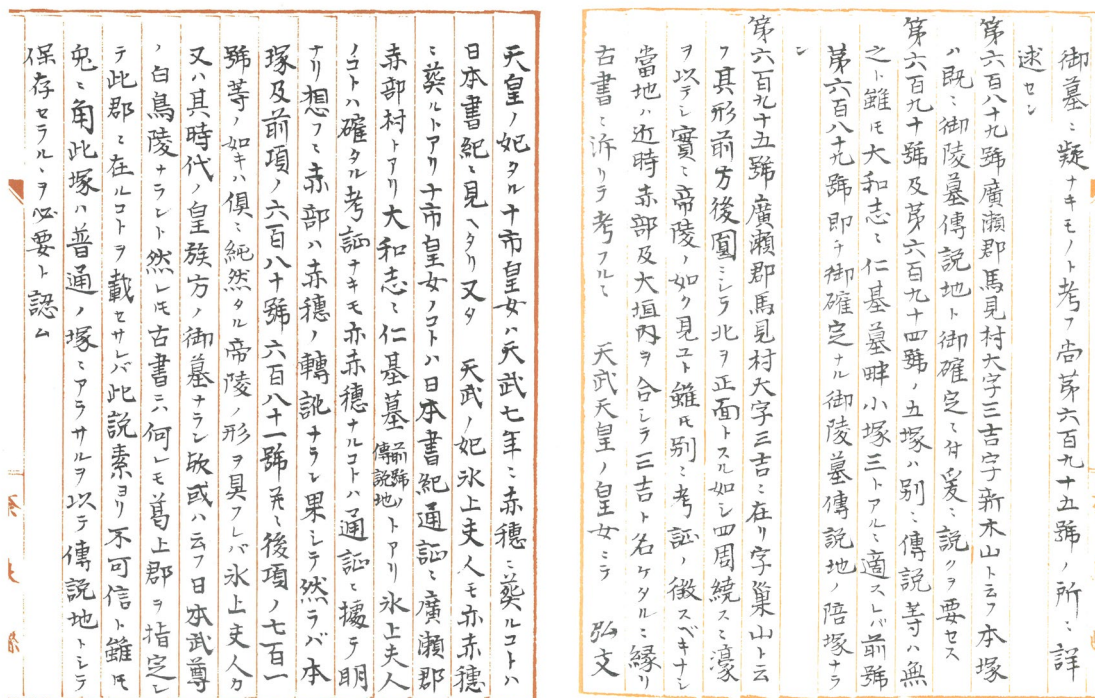 御墓ニ疑ナキモノト考フ尚第六百九十五號ノ所ニ詳
述セン
第六百八十九號廣瀬郡馬見村大字三吉字新木山ト云フ本塚
ハ既ニ御陵墓傳説地ト御確定ニ付爰ニ説クヲ要セス
第六百九十號及第六百九十四號ノ五塚ハ別ニ傳説等ハ無
之ト雖モ大和志ニ仁基墓畔小塚三トアルニ適スレバ前號
第六百八十九號即チ御確定ナル御陵墓傳説地ノ陪塚ナラ
ン
第六百九十五號廣瀬郡馬見村大字三吉ニ在リ字巢山ト云
フ其形前方後圓ニシテ北ヲ正面トスル如シ四周繞スニ濠
ヲ以テシ實ニ帝陵ノ如ク見ユト雖モ別ニ考証ノ徴スベキナシ
當地ハ近時赤部及大垣内ヲ合シテ三吉ト名ケタルニ縁リ
古書ニ泝リテ考フルニ 天武天皇ノ皇女ニテ 弘文
天皇ノ妃タル十市皇女ハ天武七年ニ赤穂ニ葬ルコトハ
日本書紀ニ見ヘタリ又タ 天武ノ妃氷上夫人モ亦赤穂
ニ葬ルトアリ十市皇女ノコトハ日本書紀通証ニ廣瀬郡
赤部村トアリ大和志ニ仁基墓前號ノ傳説地トアリ氷上夫人
ノコトハ確タル考証ナキモ亦赤穂ナルコトハ通証ニ據テ明
ナリ想フニ赤部ハ赤穂ノ轉訛ナラン果シテ然ラバ本
塚及前項ノ六百八十號六百八十一號并ニ後項ノ七百一
號等ノ如キハ倶ニ純然タル帝陵ノ形ヲ具フレバ氷上夫人カ
又ハ其時代ノ皇族方ノ御墓ナラン欤或ハ云フ日本武尊
ノ白鳥陵ナラント然レモ古書ニハ何レモ葛上郡ヲ指定シ
テ此郡ニ在ルコトヲ載セサレバ此説素ヨリ不可信ト雖モ
兎ニ角此塚ハ普通ノ塚ニアラサルヲ以テ傳説地トシテ
保存セラルヽヲ必要ト認ム